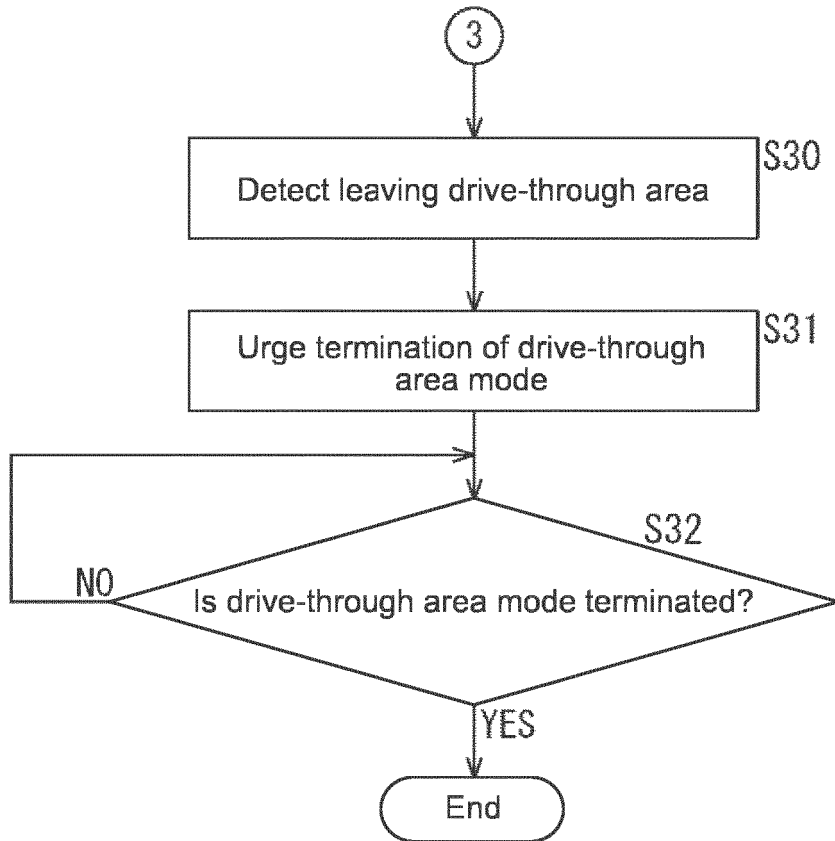 3
S30
Detect leaving drive-through area
S31
Urge termination of drive-through
area mode
S32
NO
Is drive-through area mode terminated?
YES
End